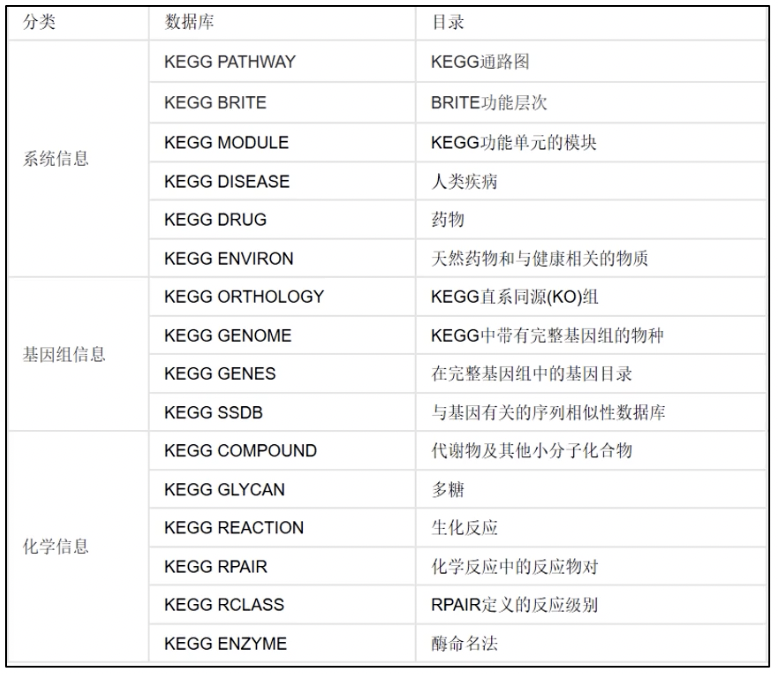 分类 数据库 目录
KEGG PATHWAY KEGG通路图
KEGG BRITE BRITE功能层次
系统信息 KEGG MODULE KEGG功能单元的模块
KEGG DISEASE 人类疾病
KEGG DRUG 药物
KEGG ENVIRON 天然药物和与健康相关的物质
KEGG ORTHOLOGY KEGG直系同源(KO)组
基因组信息 KEGG GENOME KEGG中带有完整基因组的物种
KEGG GENES 在完整基因组中的基因目录
KEGG SSDB 与基因有关的序列相似性数据库
KEGG COMPOUND 代谢物及其他小分子化合物
KEGG GLYCAN 多糖
化学信息 KEGG REACTION 生化反应
KEGG RPAIR 化学反应中的反应物对
KEGG RCLASS RPAIR定义的反应级别
KEGG ENZYME 酶命名法